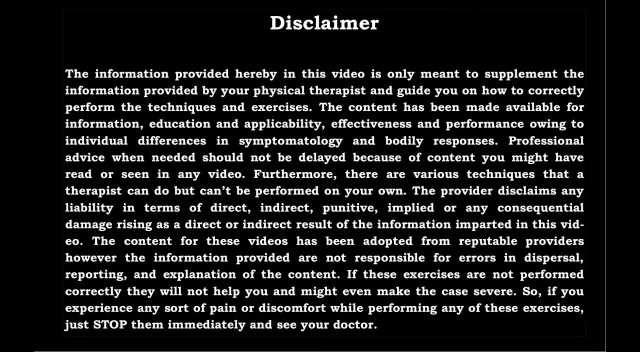 Disclaimer
The information provided hereby in this video is only meant to supplement the
information provided by your physical therapist and guide you on how to correctly
perform the techniques and exercises. The content has been made available for
information, education and applicability, effectiveness and performance owing to
individual differences in symptomatology and bodily responses. Professional
advice when needed should not be delayed because of content you might have
read or seen in any video. Furthermore, there are various techniques that a
therapist can do but can't be performed on your own. The provider disclaims any
liability in terms of direct, indirect, punitive, implied or any consequential
damage rising as a direct or indirect result of the information imparted in this vid-
eo. The content for these videos has been adopted from reputable providers
however the information provided are not responsible for errors in dispersal,
reporting, and explanation of the content. If these exercises are not performed
correctly they will not help you and might even make the case severe. So, if you
experience any sort of pain or discomfort while performing any of these exercises,
just STOP them immediately and see your doctor.